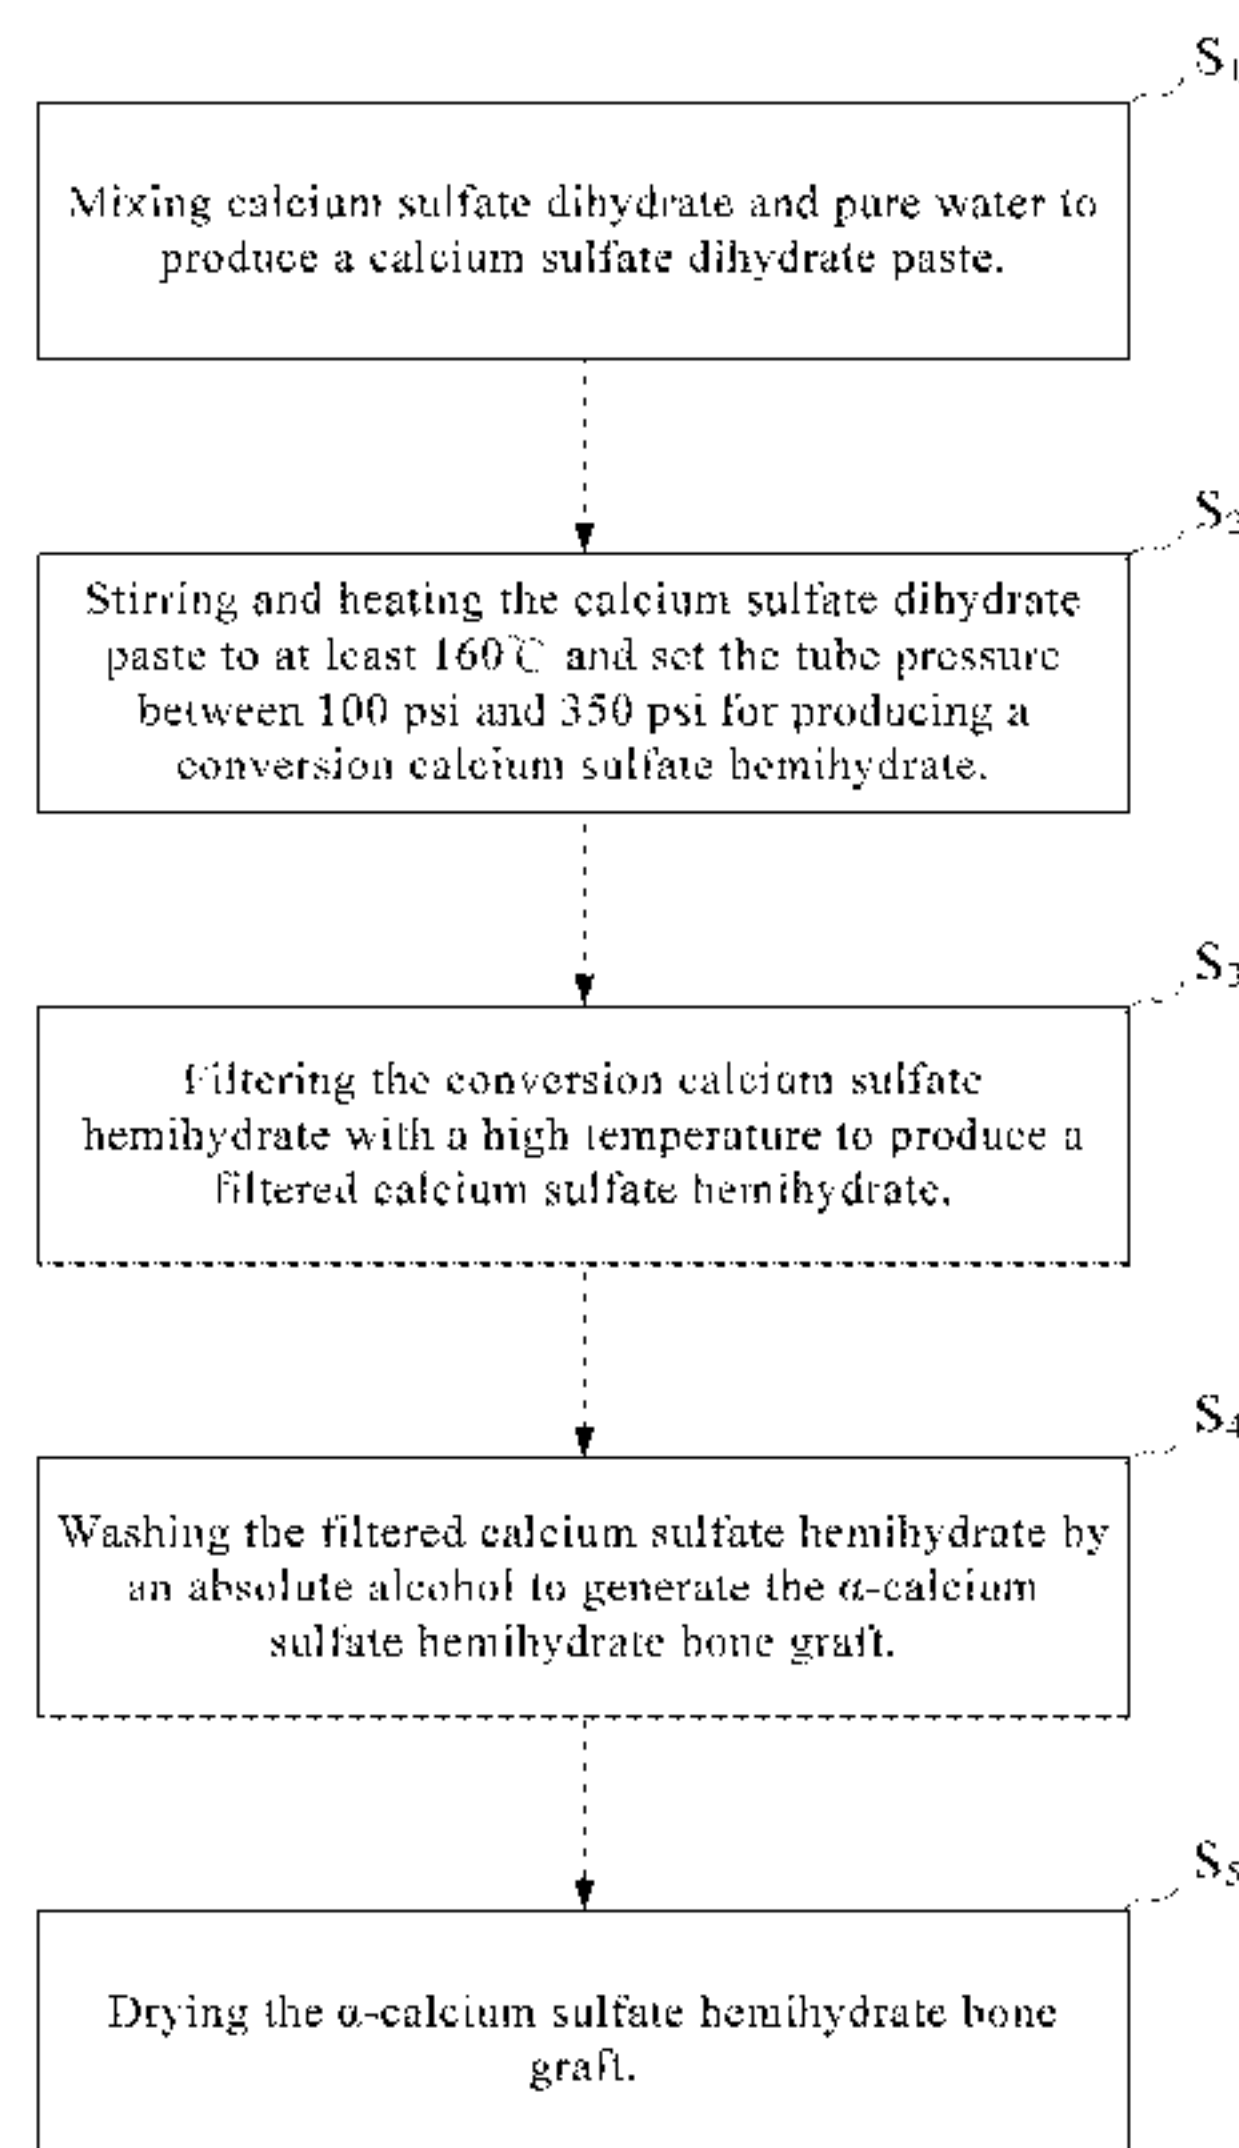 S1
Mixing calcium sulfate dihydrate and pure water to
produce a calcium sulfate dihydrate paste.
S2
Stirring and heating the calcium sulfate dihydrate
paste to at least 160℃ and set the tube pressure
between 100 psi and 350 psi for producing a
conversion calcium sulfate hemihydrate.
S3
Filtering the conversion calcium sulfate
hemihydrate with a high temperature to produce a
filtered calcium sulfate hemihydrate.
S4
Washing the filtered calcium sulfate hemihydrate by
an absolute alcohol to generate the α-calcium
sulfate hemihydrate bone graft.
S5
Drying the α-calcium sulfate hemihydrate bone
graft.